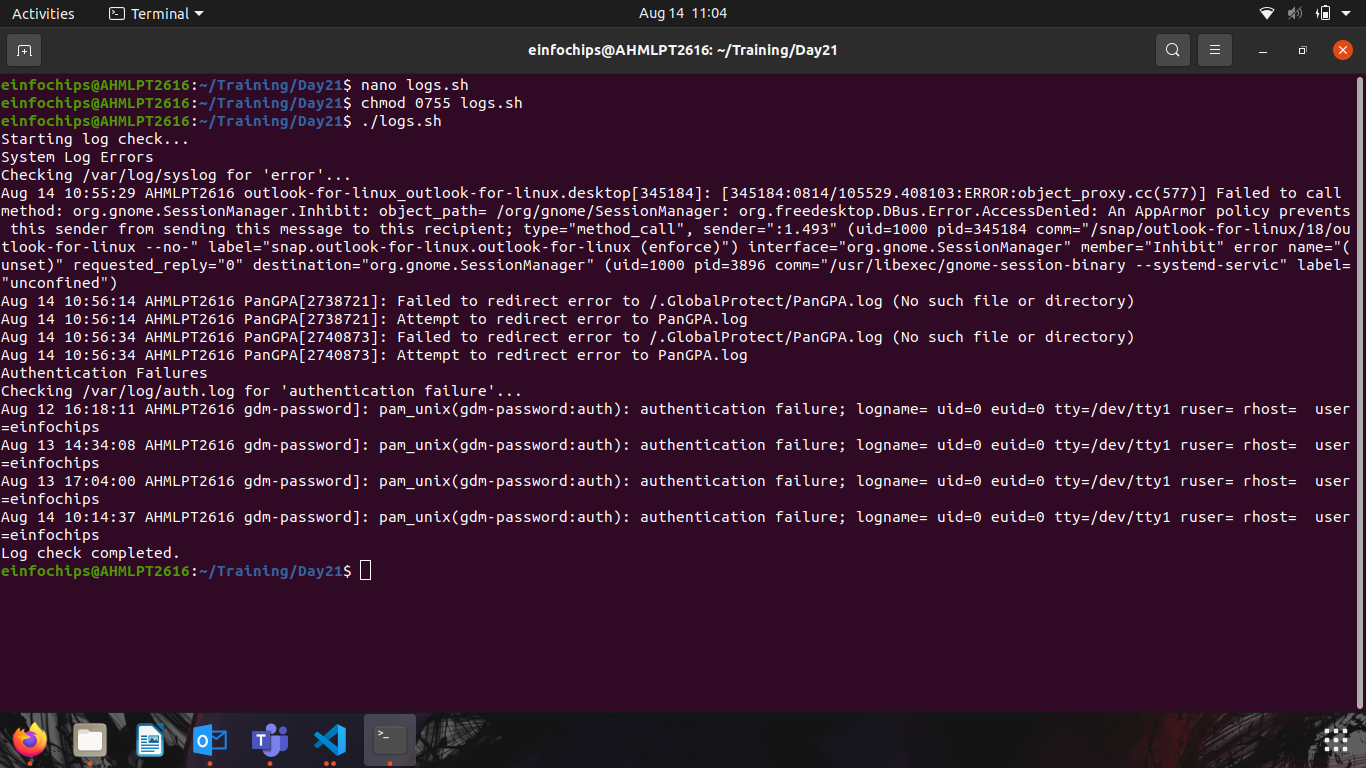 Activities
Terminal
Aug 14 11:04
einfochips@AHMLPT2616: ~/Training/Day21
einfochips@AHMLPT2616:~/Training/Day21$ nano logs.sh
einfochips@AHMLPT2616:~/Training/Day21$ chmod 0755 logs.sh
einfochips@AHMLPT2616:~/Training/Day21$ ./logs.sh
Starting log check...
System Log Errors
Checking /var/log/syslog for 'error'...
Aug 14 10:55:29 AHMLPT2616 outlook-for-linux_outlook-for-linux.desktop[345184]: [345184:0814/105529.408103:ERROR:object_proxy.cc(577)] Failed to call
method: org.gnome.SessionManager.Inhibit: object_path= /org/gnome/SessionManager: org.freedesktop.DBus.Error.AccessDenied: An AppArmor policy prevents
 this sender from sending this message to this recipient; type="method_call", sender=":1.493" (uid=1000 pid=345184 comm="/snap/outlook-for-linux/18/ou
tlook-for-linux --no-" label="snap.outlook-for-linux.outlook-for-linux (enforce)") interface="org.gnome.SessionManager" member="Inhibit" error name="(
unset)" requested_reply="0" destination="org.gnome.SessionManager" (uid=1000 pid=3896 comm="/usr/libexec/gnome-session-binary --systemd-servic" label=
"unconfined")
Aug 14 10:56:14 AHMLPT2616 PanGPA[2738721]: Failed to redirect error to /.GlobalProtect/PanGPA.log (No such file or directory)
Aug 14 10:56:14 AHMLPT2616 PanGPA[2738721]: Attempt to redirect error to PanGPA.log
Aug 14 10:56:34 AHMLPT2616 PanGPA[2740873]: Failed to redirect error to /.GlobalProtect/PanGPA.log (No such file or directory)
Aug 14 10:56:34 AHMLPT2616 PanGPA[2740873]: Attempt to redirect error to PanGPA.log
Authentication Failures
Checking /var/log/auth.log for 'authentication failure'...
Aug 12 16:18:11 AHMLPT2616 gdm-password]: pam_unix(gdm-password:auth): authentication failure; logname= uid=0 euid=0 tty=/dev/tty1 ruser= rhost=  user
=einfochips
Aug 13 14:34:08 AHMLPT2616 gdm-password]: pam_unix(gdm-password:auth): authentication failure; logname= uid=0 euid=0 tty=/dev/tty1 ruser= rhost=  user
=einfochips
Aug 13 17:04:00 AHMLPT2616 gdm-password]: pam_unix(gdm-password:auth): authentication failure; logname= uid=0 euid=0 tty=/dev/tty1 ruser= rhost=  user
=einfochips
Aug 14 10:14:37 AHMLPT2616 gdm-password]: pam_unix(gdm-password:auth): authentication failure; logname= uid=0 euid=0 tty=/dev/tty1 ruser= rhost=  user
=einfochips
Log check completed.
einfochips@AHMLPT2616:~/Training/Day21$